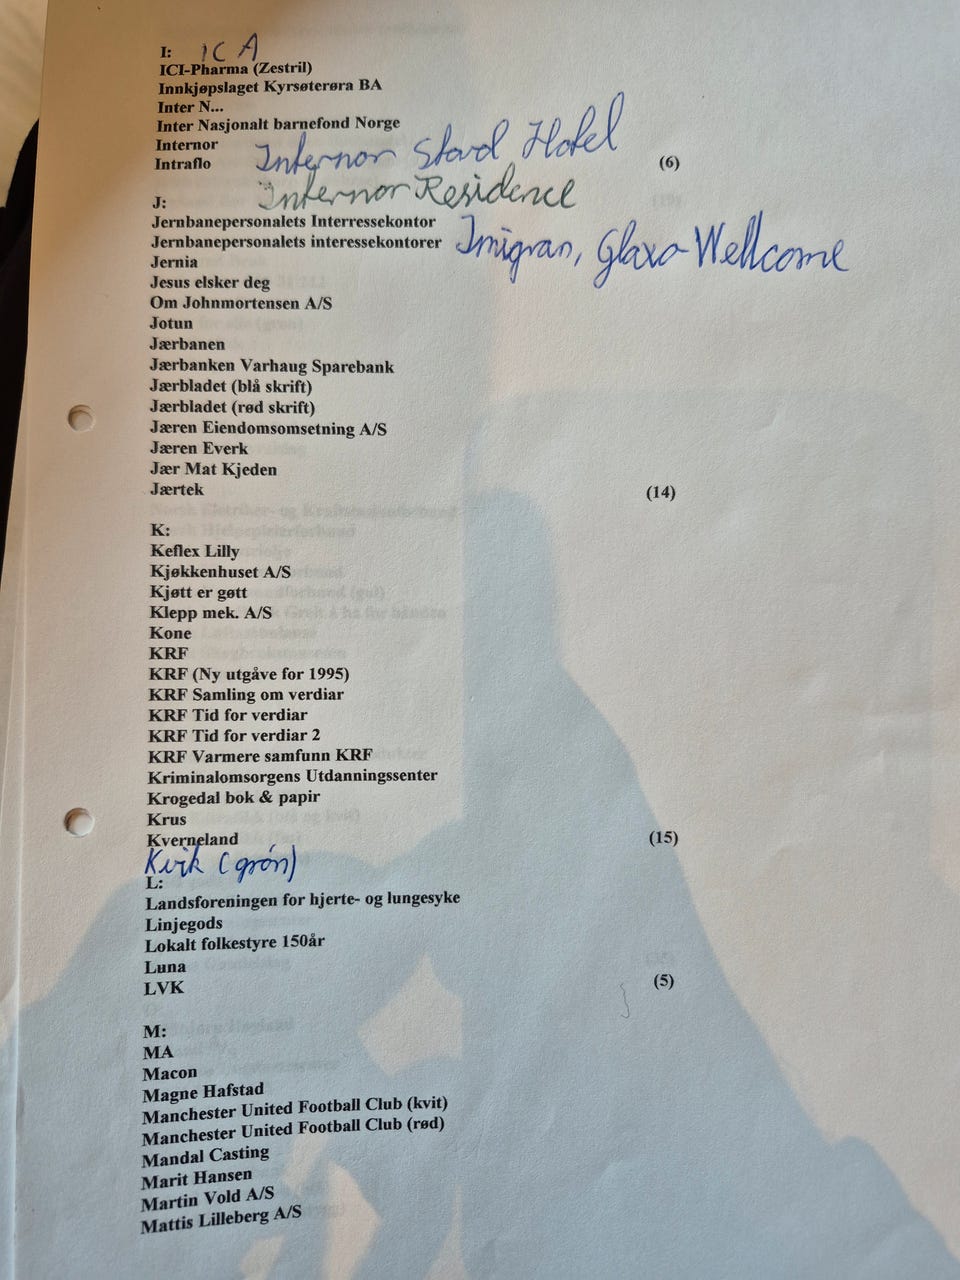 I: ICA
ICI-Pharma (Zestril)
Innkjøpslaget Kyrsøterøra BA
Inter N...
Inter Nasjonalt barnefond Norge
Internor
Internor Stord Hotel
Intraflo (6)
Internor Residence
J:
Jernbanepersonalets Interressekontor
Jernbanepersonalets interessekontorer
Imigran, Glaxo-Wellcome
Jernia
Jesus elsker deg
Om Johnmortensen A/S
Jotun
Jærbanen
Jærbanken Varhaug Sparebank
Jærbladet (blå skrift)
Jærbladet (rød skrift)
Jæren Eiendomsomsetning A/S
Jæren Everk
Jær Mat Kjeden
Jærtek (14)
K:
Keflex Lilly
Kjøkkenhuset A/S
Kjøtt er gøtt
Klepp mek. A/S
Kone
KRF
KRF (Ny utgåve for 1995)
KRF Samling om verdiar
KRF Tid for verdiar
KRF Tid for verdiar 2
KRF Varmere samfunn KRF
Kriminalomsorgens Utdanningssenter
Krogedal bok & papir
Krus
Kverneland (15)
Kvik (grøn)
L:
Landsforeningen for hjerte- og lungesyke
Linjegods
Lokalt folkestyre 150år
Luna
LVK (5)
M:
MA
Macon
Magne Hafstad
Manchester United Football Club (kvit)
Manchester United Football Club (rød)
Mandal Casting
Marit Hansen
Martin Vold A/S
Mattis Lilleberg A/S